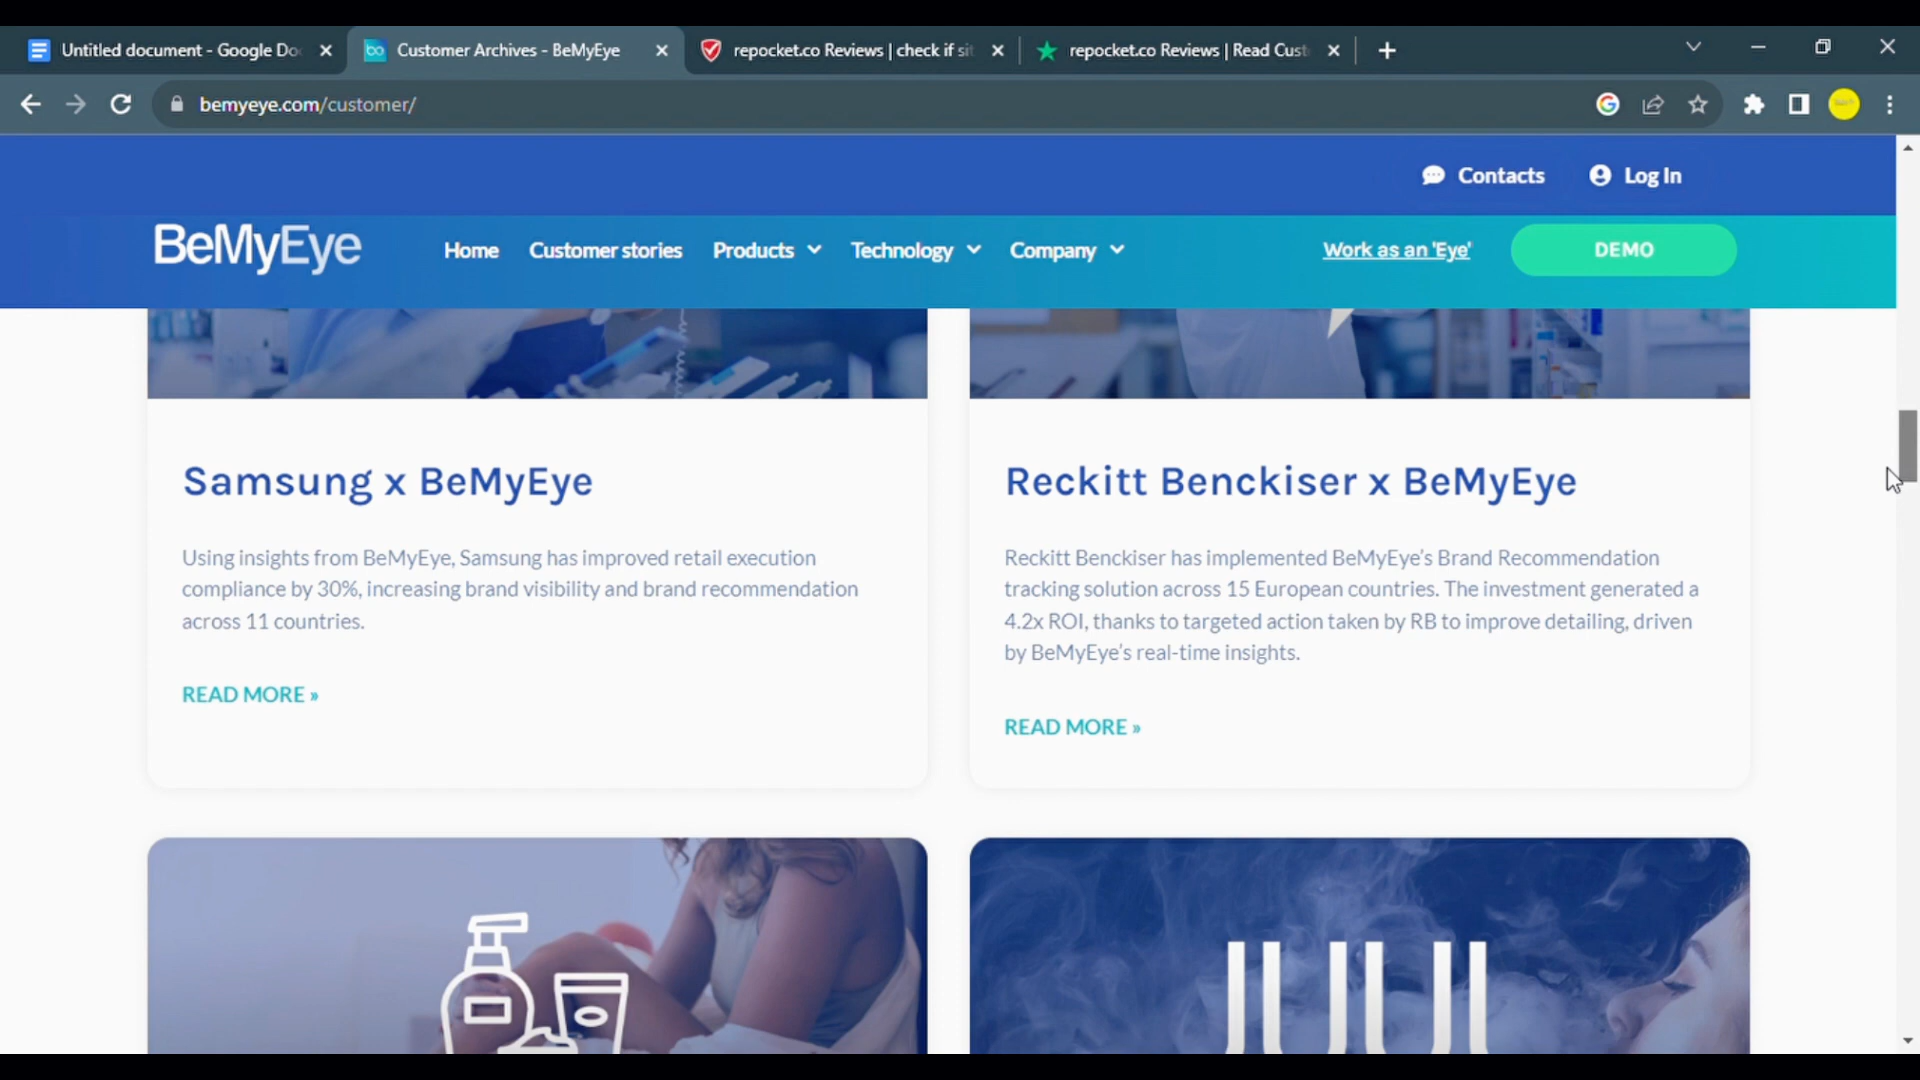 Untitled document - Google Do
Customer Archives - BeMyEye
repocket.co Reviews | check if sit
repocket.co Reviews | Read Cust
bemyeye.com/customer/
Contacts
Log In
BeMyEye
Home
Customer stories
Products
Technology
Company
Work as an 'Eye'
DEMO
Samsung x BeMyEye
Using insights from BeMyEye, Samsung has improved retail execution
compliance by 30%, increasing brand visibility and brand recommendation
across 11 countries.
READ MORE »
Reckitt Benckiser x BeMyEye
Reckitt Benckiser has implemented BeMyEye’s Brand Recommendation
tracking solution across 15 European countries. The investment generated a
4.2x ROI, thanks to targeted action taken by RB to improve detailing, driven
by BeMyEye’s real-time insights.
READ MORE »